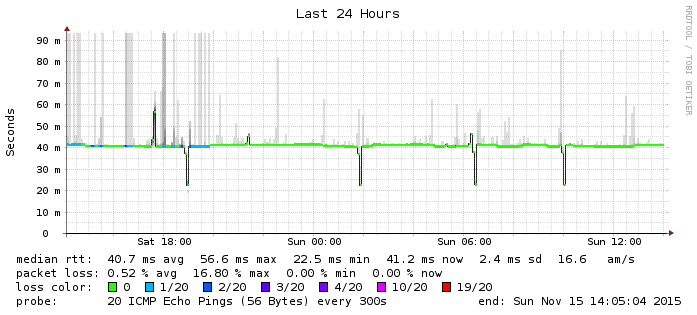 Last 24 Hours
RRDTOOL / TOBI OETIKER
Seconds
90 m
80 m
70 m
60 m
50 m
40 m
30 m
20 m
10 m
0
Sat 18:00 Sun 00:00 Sun 06:00 Sun 12:00
median rtt: 40.7 ms avg 56.6 ms max 22.5 ms min 41.2 ms now 2.4 ms sd 16.6 am/s
packet loss: 0.52 % avg 16.80 % max 0.00 % min 0.00 % now
loss color: 0 1/20 2/20 3/20 4/20 10/20 19/20
probe: 20 ICMP Echo Pings (56 Bytes) every 300s end: Sun Nov 15 14:05:04 2015